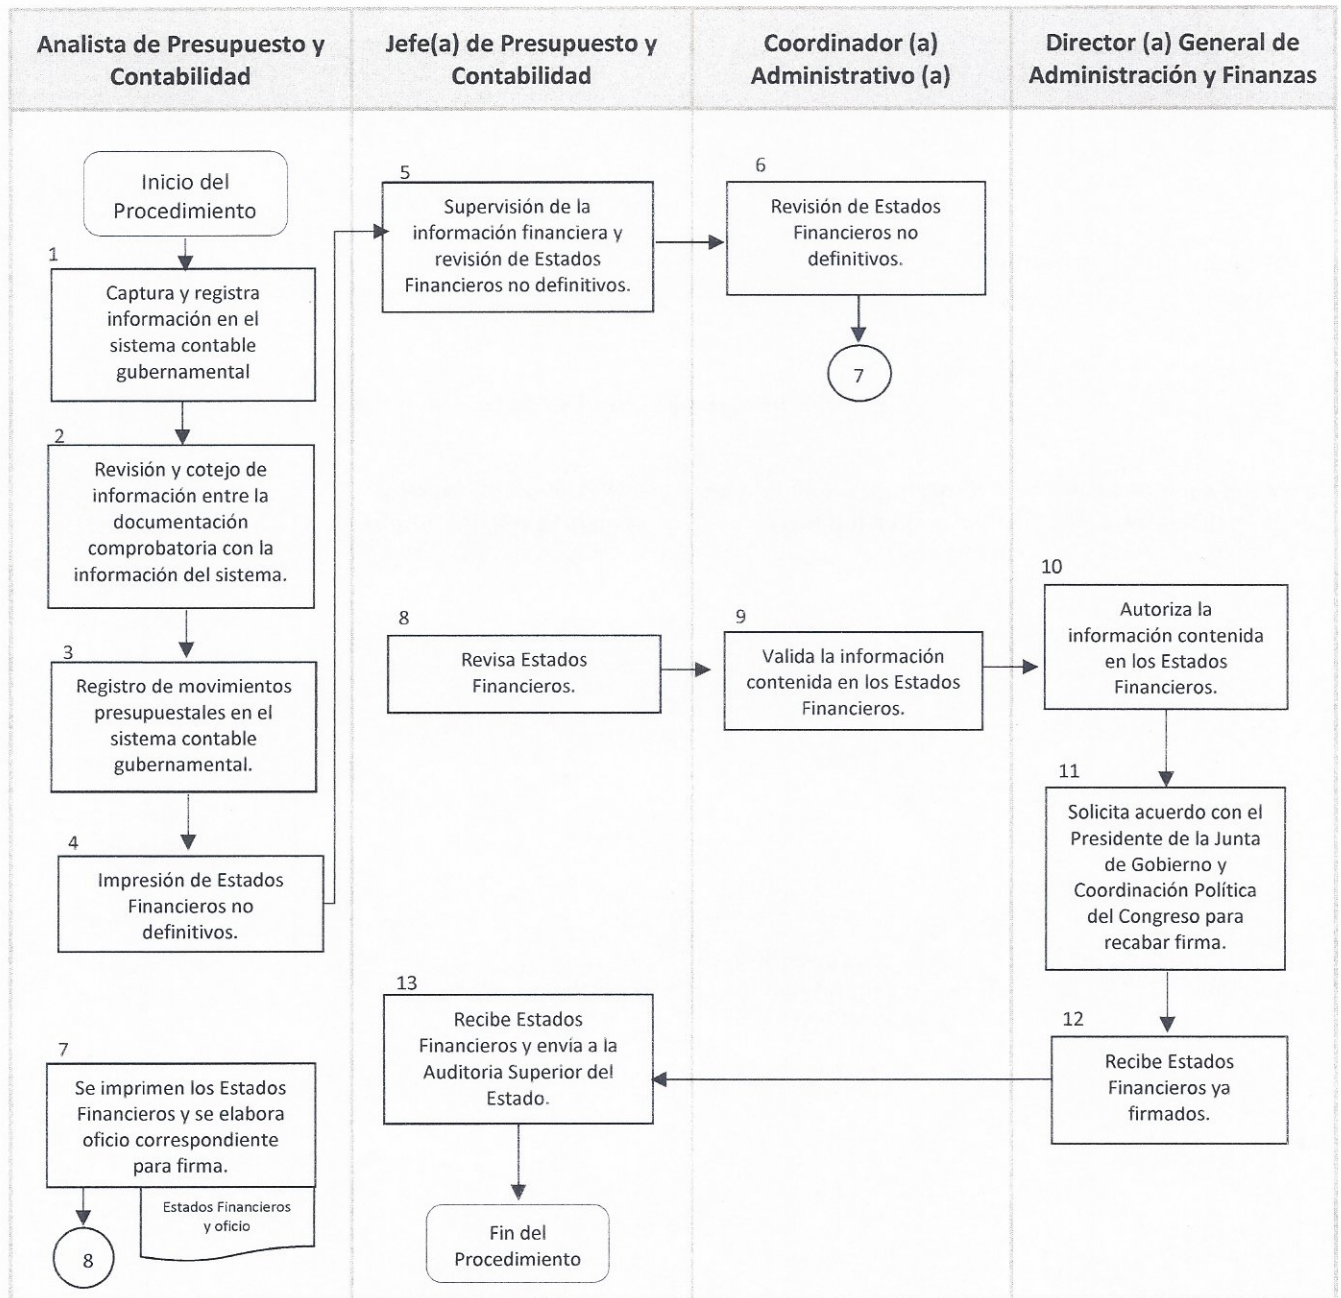 Analista de Presupuesto y
Contabilidad
Jefe(a) de Presupuesto y
Contabilidad
Coordinador (a)
Administrativo (a)
Director (a) General de
Administración y Finanzas
Inicio del
Procedimiento
1
Captura y registra
información en el
sistema contable
gubernamental
2
Revisión y cotejo de
información entre la
documentación
comprobatoria con la
información del sistema.
3
Registro de movimientos
presupuestales en el
sistema contable
gubernamental.
4
Impresión de Estados
Financieros no
definitivos.
5
Supervisión de la
información financiera y
revisión de Estados
Financieros no definitivos.
6
Revisión de Estados
Financieros no
definitivos.
7
7
Se imprimen los Estados
Financieros y se elabora
oficio correspondiente
para firma.
Estados Financieros
y oficio
8
8
Revisa Estados
Financieros.
9
Valida la información
contenida en los Estados
Financieros.
10
Autoriza la
información contenida
en los Estados
Financieros.
11
Solicita acuerdo con el
Presidente de la Junta
de Gobierno y
Coordinación Política
del Congreso para
recabar firma.
12
Recibe Estados
Financieros ya
firmados.
13
Recibe Estados
Financieros y envía a la
Auditoria Superior del
Estado.
Fin del
Procedimiento